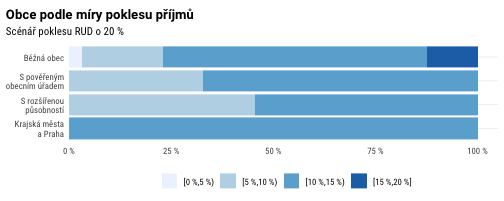 Obce podle míry poklesu příjmů
Scénář poklesu RUD o 20 %
Běžná obec
S pověřeným
obecním úřadem
S rozšířenou
působností
Krajská města
a Praha
0 %
25 %
50 %
75 %
100 %
[0 %,5 %)
[5 %,10 %)
[10 %,15 %)
[15 %,20 %]